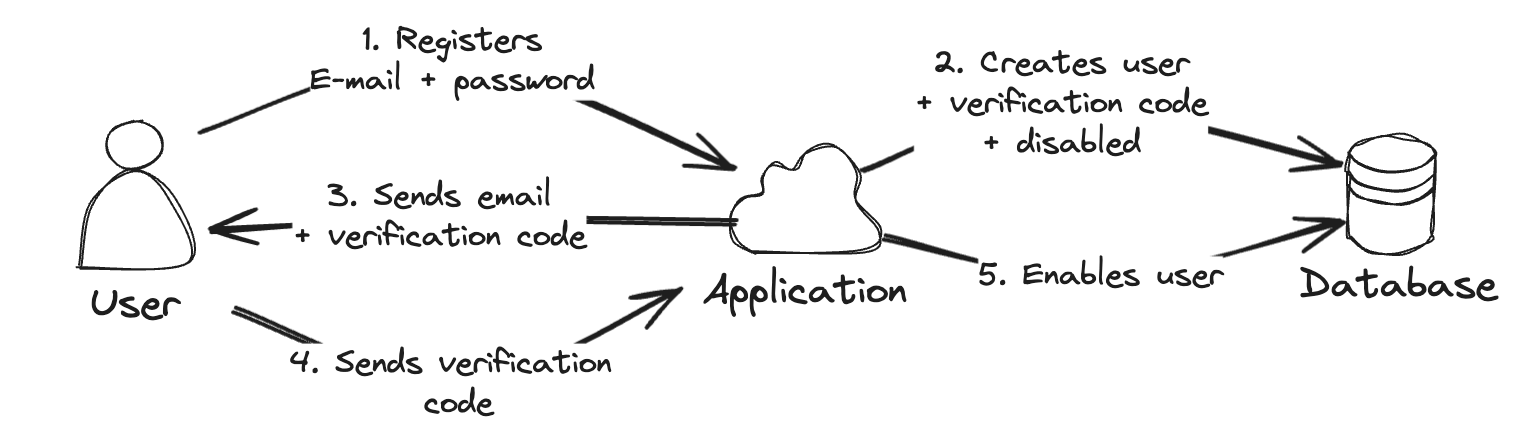 1. Registers
E-mail + password
2. Creates user
+ verification code
+ disabled
3. Sends email
+ verification code
User
4. Sends verification
code
Application
5. Enables user
Database